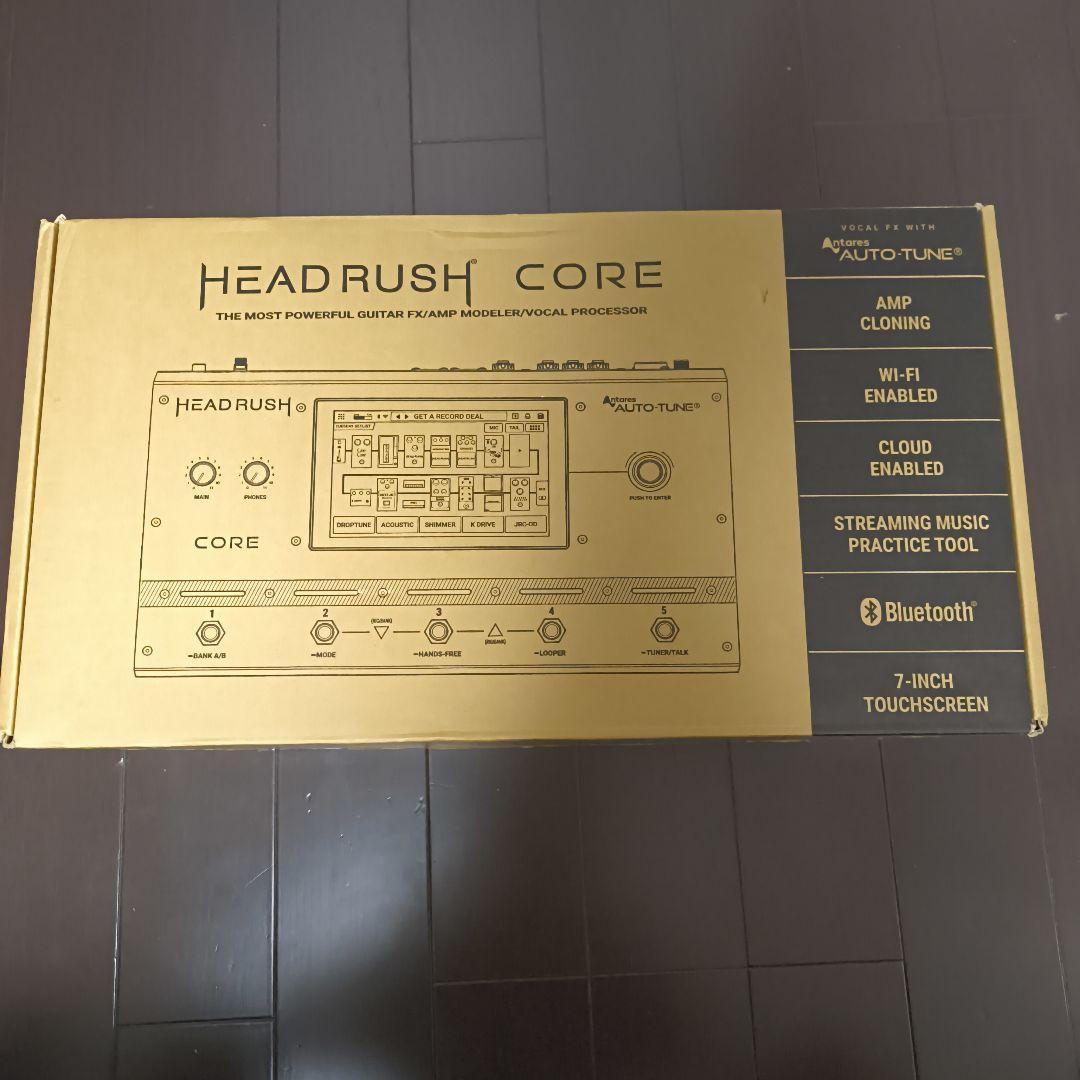 HEADRUSH® CORE
THE MOST POWERFUL GUITAR FX/AMP MODELER/VOCAL PROCESSOR
HEADRUSH
MAIN
PHONES
CORE
GET A RECORD DEAL
MIC
TAIL
DROPTUNE
ACOUSTIC
SHIMMER
K DRIVE
JRC-OD
Antares
AUTO-TUNE®
PUSH TO ENTER
1
2
3
4
5
BANK A/B
MODE
HANDS-FREE
LOOPER
TUNER/TALK
VOCAL FX WITH
Antares
AUTO-TUNE®
AMP
CLONING
WI-FI
ENABLED
CLOUD
ENABLED
STREAMING MUSIC
PRACTICE TOOL
Bluetooth®
7-INCH
TOUCHSCREEN